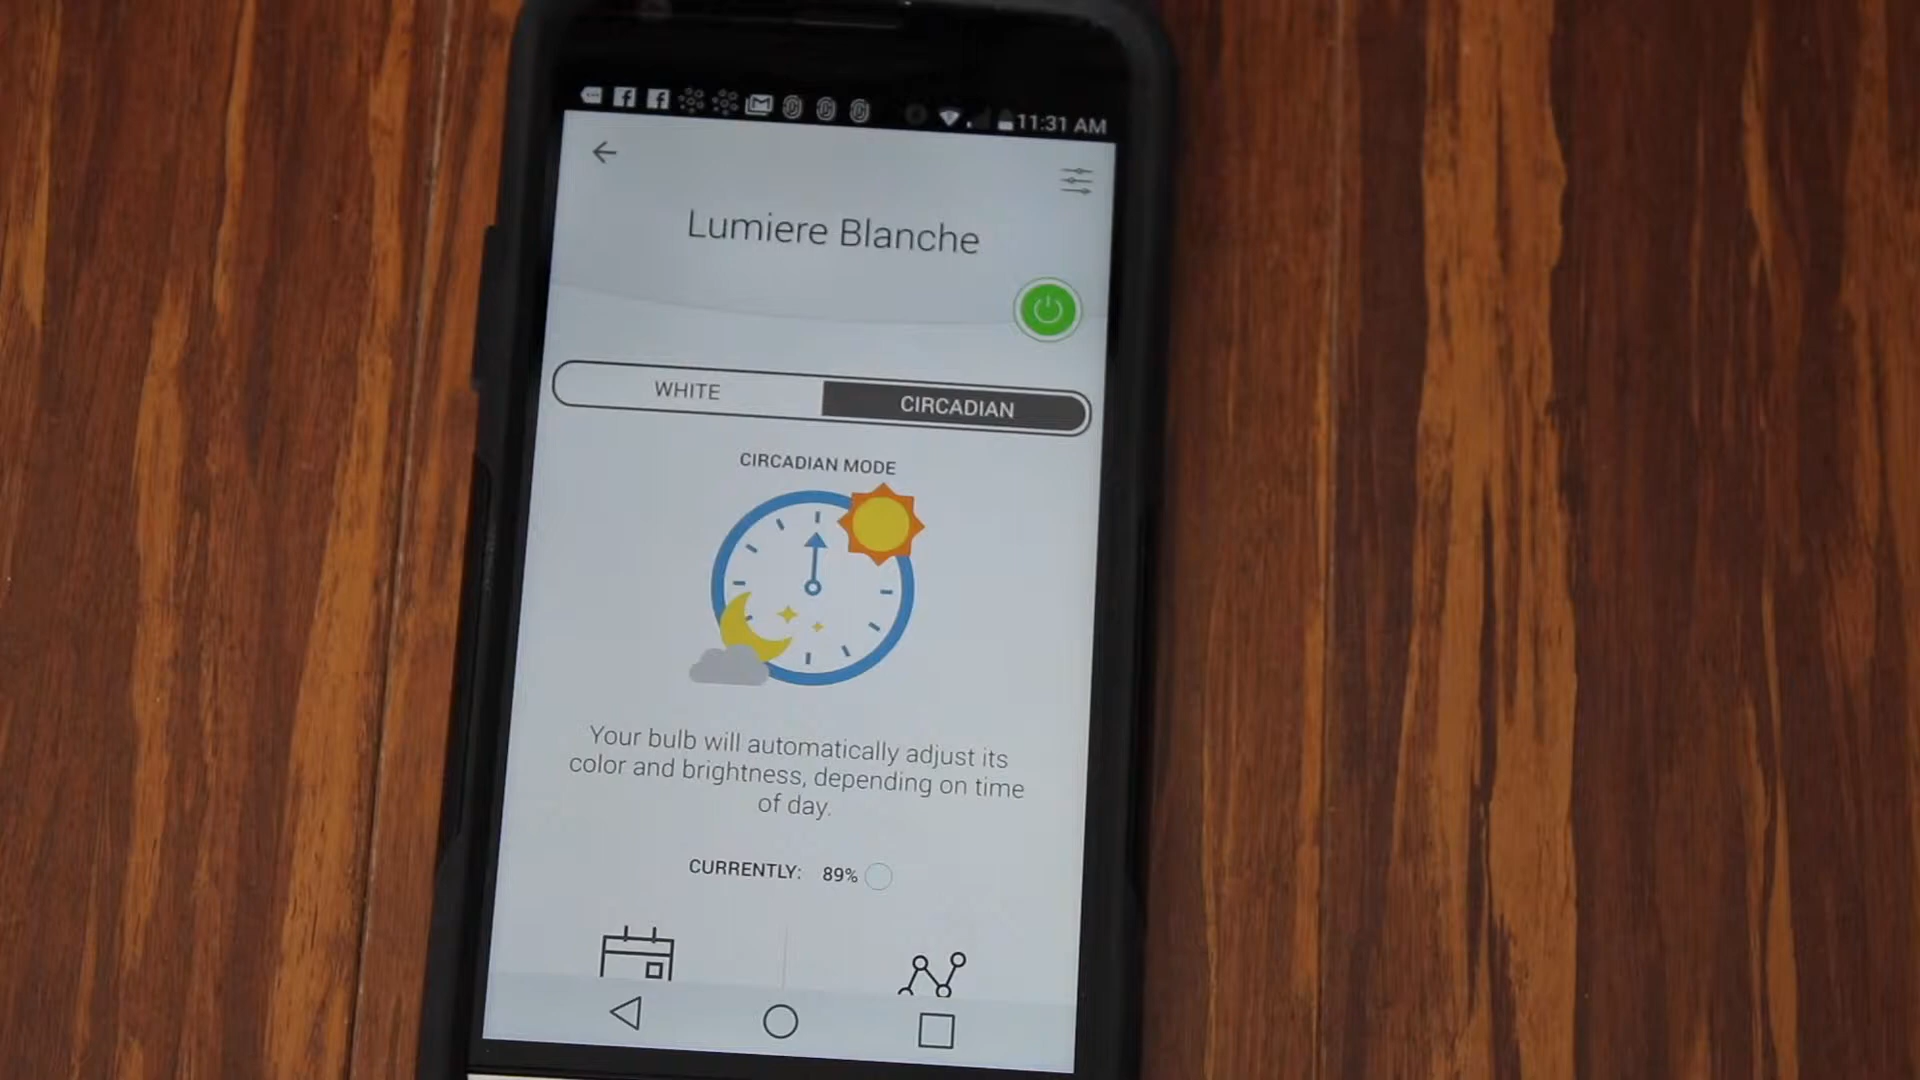 11:31 AM
Lumiere Blanche
WHITE
CIRCADIAN
CIRCADIAN MODE
Your bulb will automatically adjust its
color and brightness, depending on time
of day.
CURRENTLY: 89%